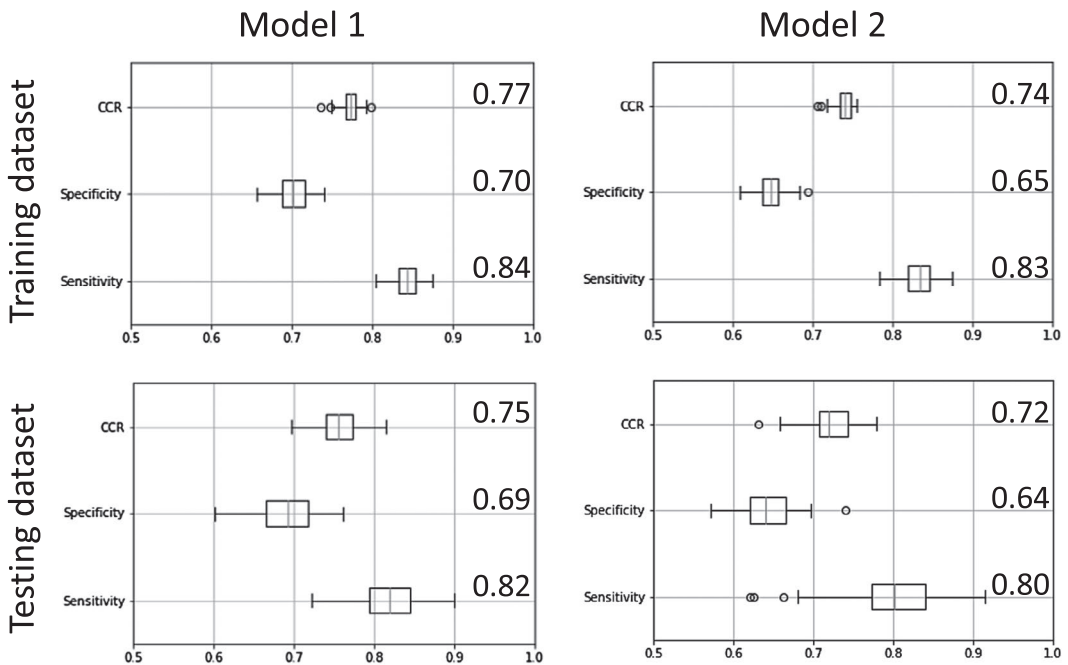 Model 1
Model 2
Training dataset
CCR
0.77
Specificity
0.70
Sensitivity
0.84
0.5 0.6 0.7 0.8 0.9 1.0
CCR
0.74
Specificity
0.65
Sensitivity
0.83
0.5 0.6 0.7 0.8 0.9 1.0
Testing dataset
CCR
0.75
Specificity
0.69
Sensitivity
0.82
0.5 0.6 0.7 0.8 0.9 1.0
CCR
0.72
Specificity
0.64
Sensitivity
0.80
0.5 0.6 0.7 0.8 0.9 1.0